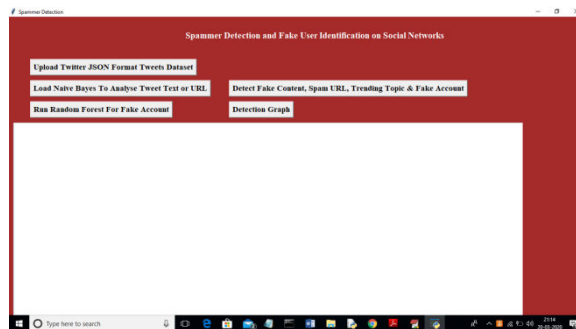 Spammer Detection
Spammer Detection and Fake User Identification on Social Networks
Upload Twitter JSON Format Tweets Dataset
Load Naive Bayes To Analyse Tweet Text or URL
Detect Fake Content, Spam URL, Trending Topic & Fake Account
Run Random Forest For Fake Account
Detection Graph
Type here to search
21:14